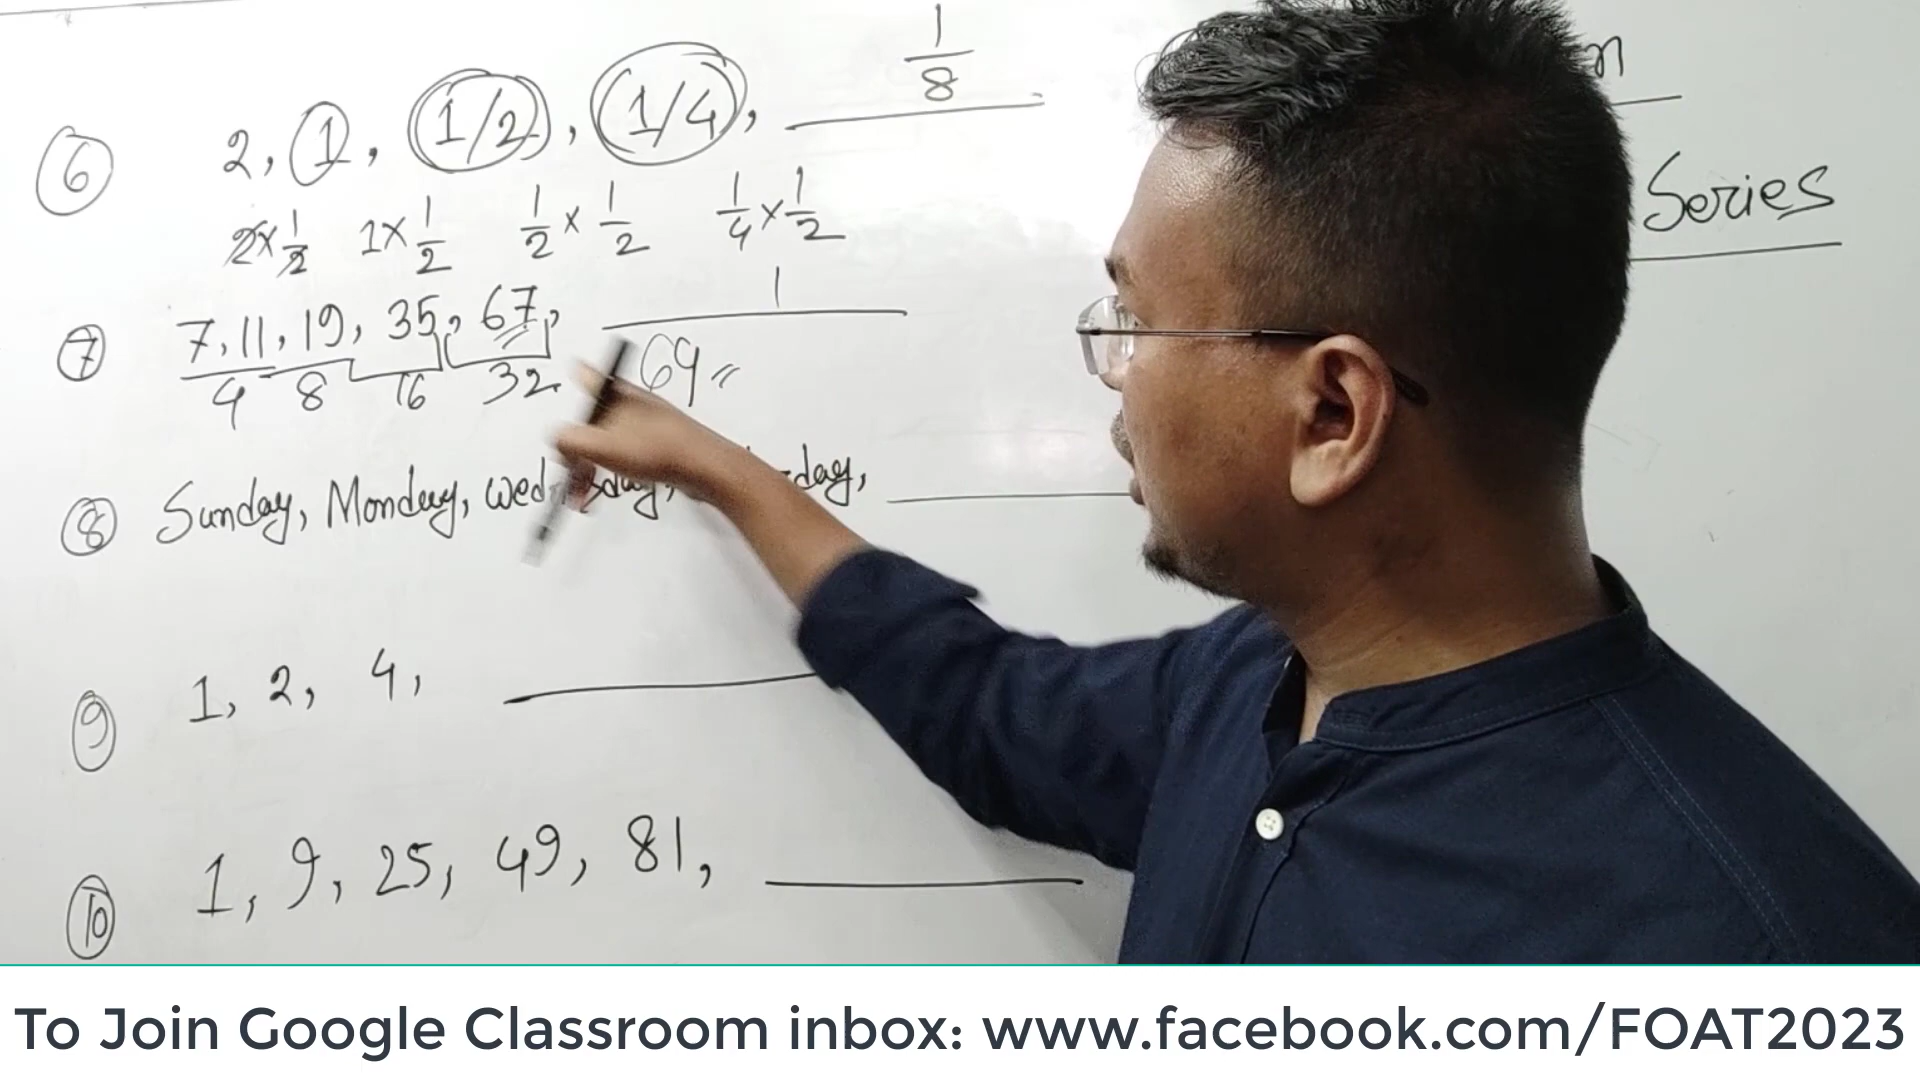 1/8
6 2, 1, 1/2, 1/4,
2×1/2 1×1/2 1/2×1/2 1/4×1/2
Series
7 7, 11, 19, 35, 67, 1
4 8 16 32 69
8 Sunday, Monday,
9 1, 2, 4,
10 1, 9, 25, 49, 81,
To Join Google Classroom inbox: www.facebook.com/FOAT2023